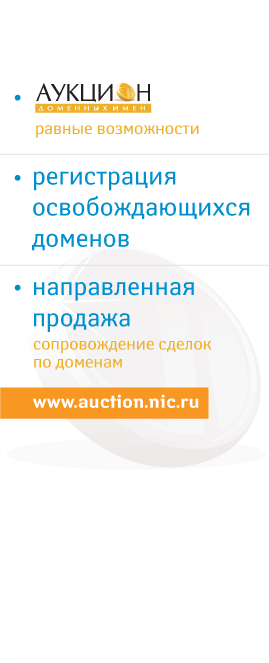 • АУКЦИОН
ДОМЕННЫХ ИМЕН
равные возможности
• регистрация
освобождающихся
доменов
• направленная
продажа
сопровождение сделок
по доменам
www.auction.nic.ru